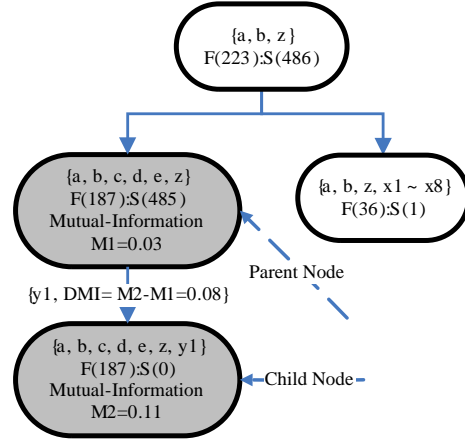 {a, b, z}
F(223):S(486)
{a, b, c, d, e, z}
F(187):S(485)
Mutual-Information
M1=0.03
{a, b, z, x1 ~ x8}
F(36):S(1)
Parent Node
{y1, DMI= M2-M1=0.08}
{a, b, c, d, e, z, y1}
F(187):S(0)
Mutual-Information
M2=0.11
Child Node